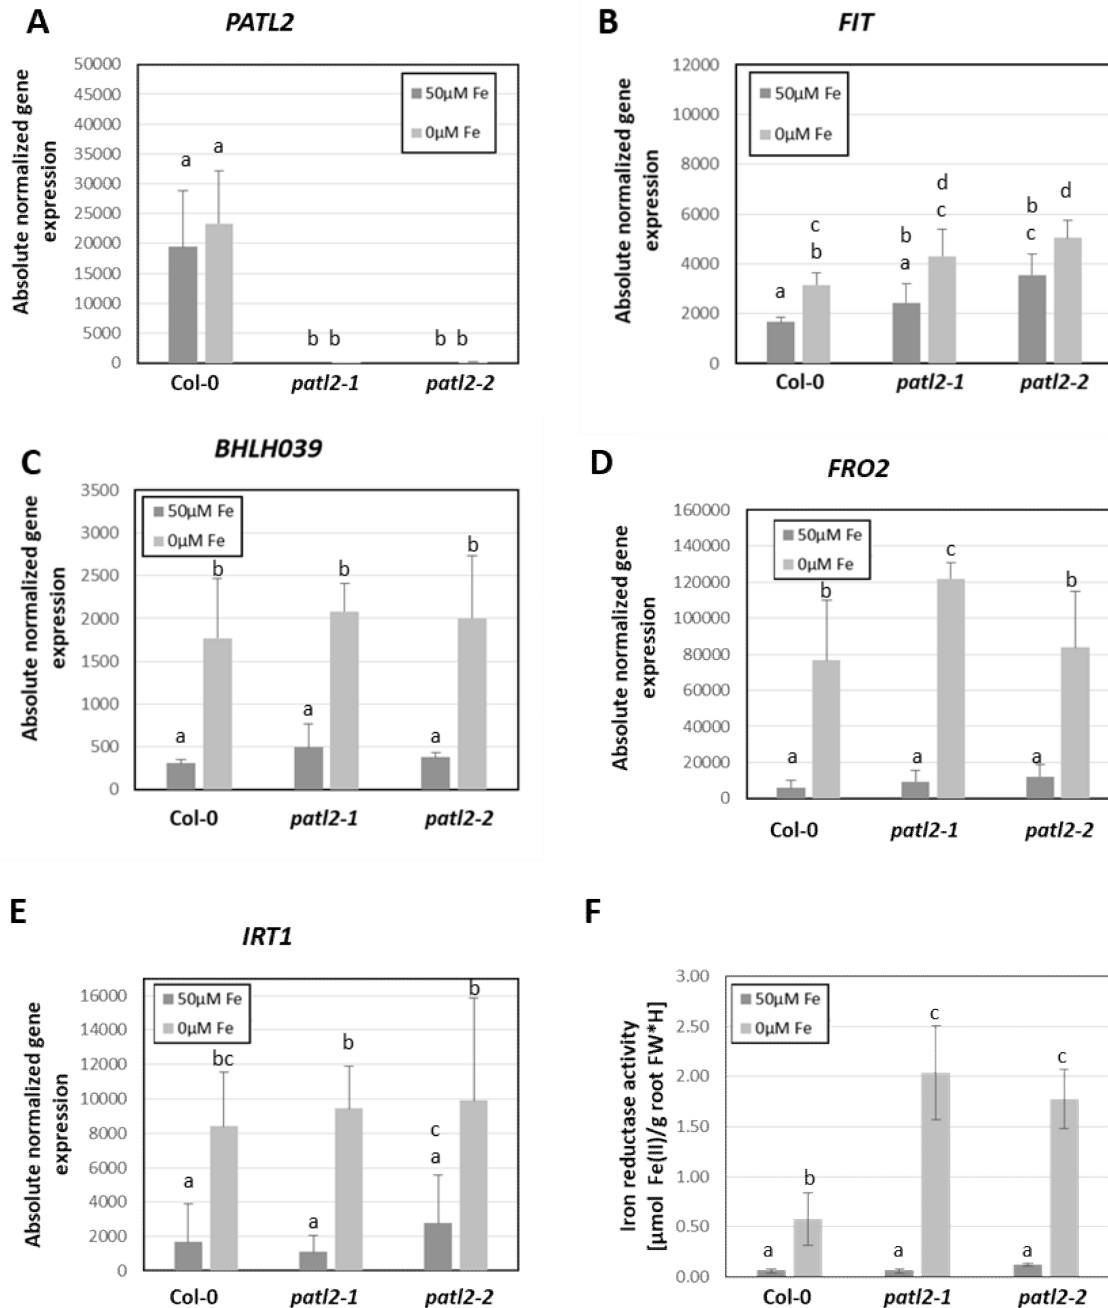 A
PATL2
Absolute normalized gene
expression
50000
45000
40000
35000
30000
25000
20000
15000
10000
5000
0
50µM Fe
0µM Fe
a a
b b b b
Col-0 patl2-1 patl2-2
B
FIT
Absolute normalized gene
expression
12000
10000
8000
6000
4000
2000
0
50µM Fe
0µM Fe
d b d
c b c c
a b a
Col-0 patl2-1 patl2-2
C
BHLH039
Absolute normalized gene
expression
3500
3000
2500
2000
1500
1000
500
0
50µM Fe
0µM Fe
b b b
a a a
Col-0 patl2-1 patl2-2
D
FRO2
Absolute normalized gene
expression
160000
140000
120000
100000
80000
60000
40000
20000
0
50µM Fe
0µM Fe
b c b
a a a
Col-0 patl2-1 patl2-2
E
IRT1
Absolute normalized gene
expression
16000
14000
12000
10000
8000
6000
4000
2000
0
50µM Fe
0µM Fe
bc b b
c
a a a
Col-0 patl2-1 patl2-2
F
Iron reductase activity
[µmol Fe(II)/g root FW*H]
3.00
2.50
2.00
1.50
1.00
0.50
0.00
50µM Fe
0µM Fe
b c c
a a a
Col-0 patl2-1 patl2-2